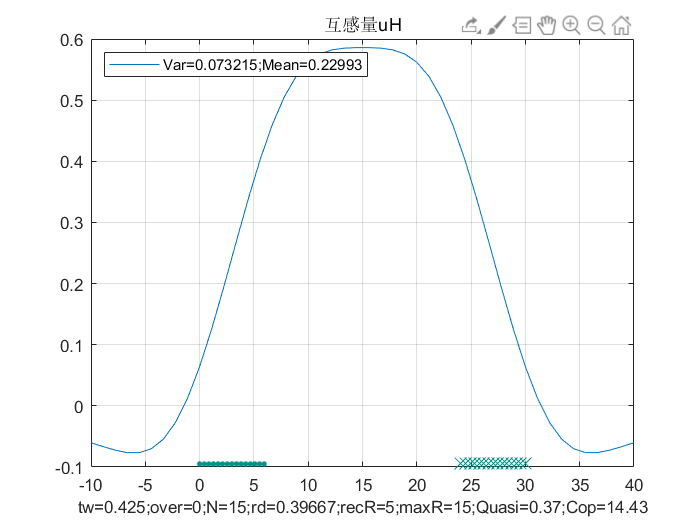 互感量uH
Var=0.073215;Mean=0.22993
0.6
0.5
0.4
0.3
0.2
0.1
0
-0.1
-10 -5 0 5 10 15 20 25 30 35 40
tw=0.425;over=0;N=15;rd=0.39667;recR=5;maxR=15;Quasi=0.37;Cop=14.43